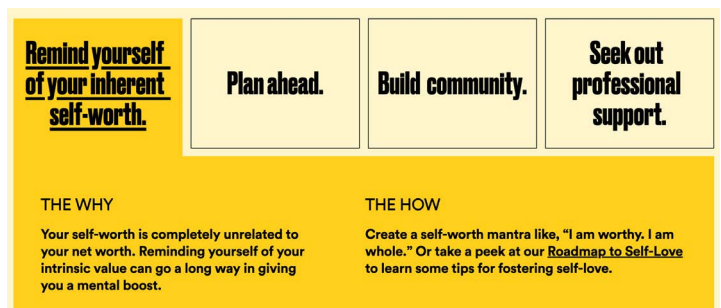 Remind yourself
of your inherent
self-worth.
Plan ahead.
Build community.
Seek out
professional
support.
THE WHY
Your self-worth is completely unrelated to
your net worth. Reminding yourself of your
intrinsic value can go a long way in giving
you a mental boost.
THE HOW
Create a self-worth mantra like, “I am worthy. I am
whole.” Or take a peek at our Roadmap to Self-Love
to learn some tips for fostering self-love.